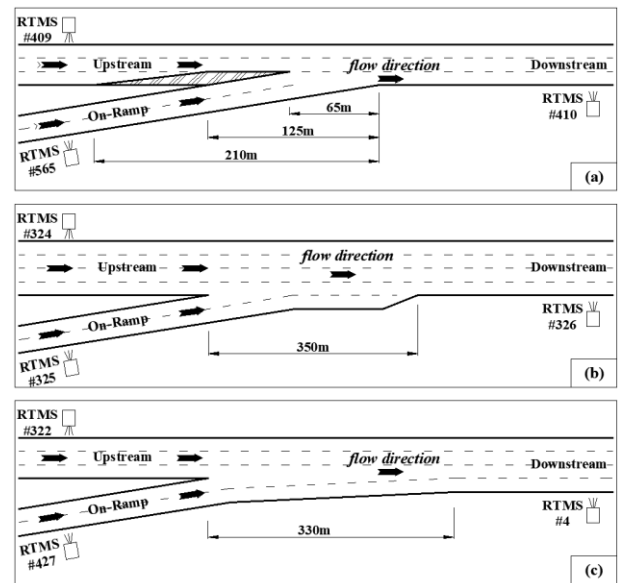 RTMS
#409
Upstream
flow direction
Downstream
On-Ramp
65m
125m
210m
RTMS
#410
RTMS
#565
(a)
RTMS
#324
flow direction
Upstream
Downstream
On-Ramp
RTMS
#326
350m
RTMS
#325
(b)
RTMS
#322
Upstream
flow direction
Downstream
On-Ramp
RTMS
#4
330m
RTMS
#427
(c)